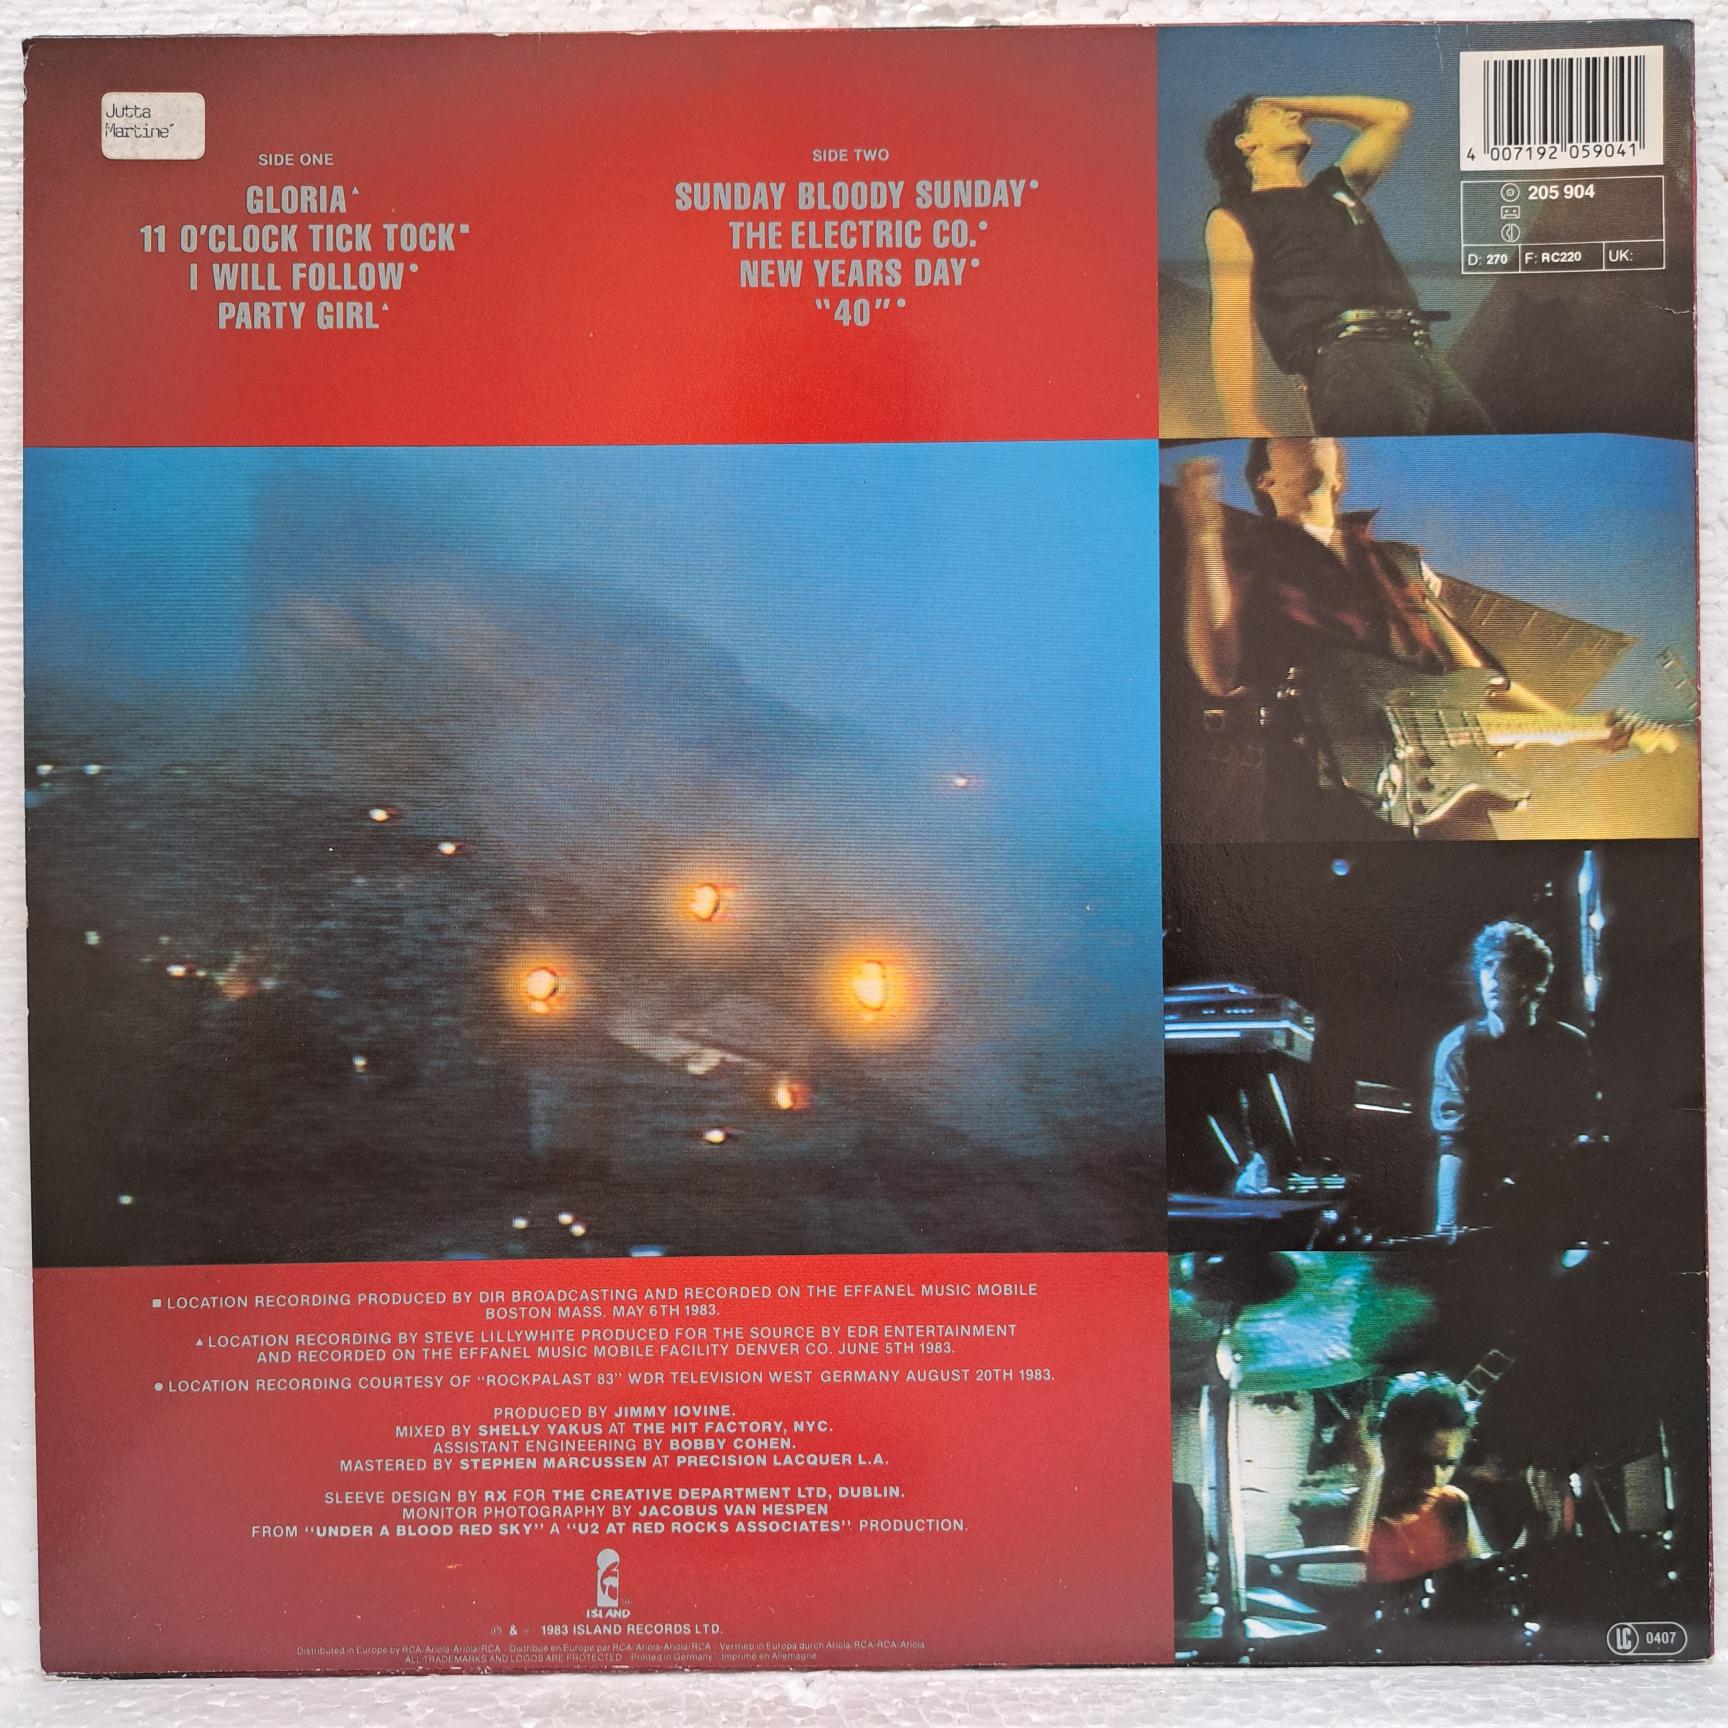 Jutta
Martine´
SIDE ONE
GLORIA▲
11 O'CLOCK TICK TOCK■
I WILL FOLLOW●
PARTY GIRL▲
SIDE TWO
SUNDAY BLOODY SUNDAY●
THE ELECTRIC CO.●
NEW YEARS DAY●
"40"●
4 007192 059041
205 904
D: 270 F: RC220 UK:
■ LOCATION RECORDING PRODUCED BY DIR BROADCASTING AND RECORDED ON THE EFFANEL MUSIC MOBILE
BOSTON MASS. MAY 6TH 1983.
▲ LOCATION RECORDING BY STEVE LILLYWHITE PRODUCED FOR THE SOURCE BY EDR ENTERTAINMENT
AND RECORDED ON THE EFFANEL MUSIC MOBILE FACILITY DENVER CO. JUNE 5TH 1983.
● LOCATION RECORDING COURTESY OF "ROCKPALAST 83" WDR TELEVISION WEST GERMANY AUGUST 20TH 1983.
PRODUCED BY JIMMY IOVINE.
MIXED BY SHELLY YAKUS AT THE HIT FACTORY, NYC.
ASSISTANT ENGINEERING BY BOBBY COHEN.
MASTERED BY STEPHEN MARCUSSEN AT PRECISION LACQUER L.A.
SLEEVE DESIGN BY RX FOR THE CREATIVE DEPARTMENT LTD, DUBLIN.
MONITOR PHOTOGRAPHY BY JACOBUS VAN HESPEN
FROM "UNDER A BLOOD RED SKY" A "U2 AT RED ROCKS ASSOCIATES" PRODUCTION.
ISLAND
℗ & © 1983 ISLAND RECORDS LTD.
Distributed in Europe by RCA/Ariola-Ariola/RCA · Distribué en Europe par RCA/Ariola-Ariola/RCA · Vertrieb in Europa durch Ariola/RCA-RCA/Ariola
ALL TRADEMARKS AND LOGOS ARE PROTECTED · Printed in Germany · Imprimé en Allemagne
LC 0407